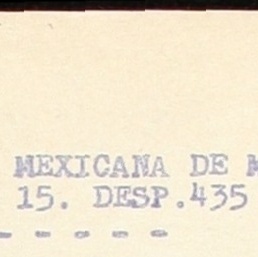 MEXICANA DE M
15. DESP.435
- - - - -